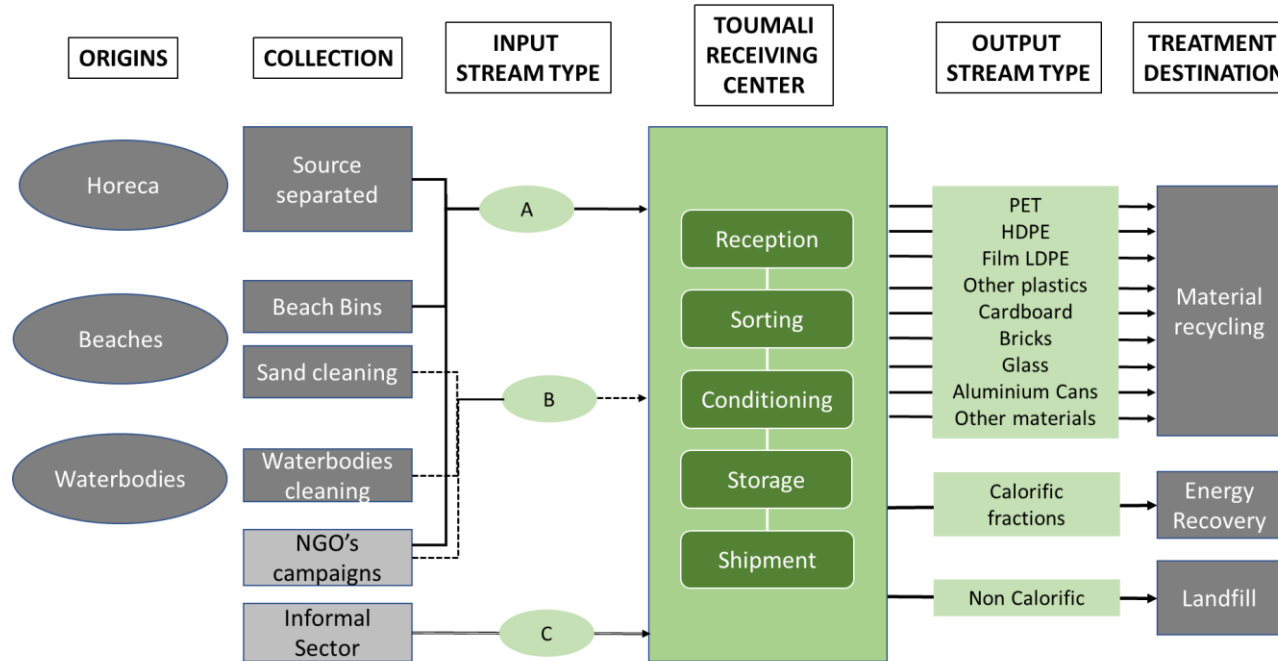 ORIGINS
COLLECTION
INPUT
STREAM TYPE
TOUMALI
RECEIVING
CENTER
OUTPUT
STREAM TYPE
TREATMENT
DESTINATION
Horeca
Beaches
Waterbodies
Source
separated
Beach Bins
Sand cleaning
Waterbodies
cleaning
NGO's
campaigns
Informal
Sector
A
B
C
Reception
Sorting
Conditioning
Storage
Shipment
PET
HDPE
Film LDPE
Other plastics
Cardboard
Bricks
Glass
Aluminium Cans
Other materials
Calorific
fractions
Non Calorific
Material
recycling
Energy
Recovery
Landfill